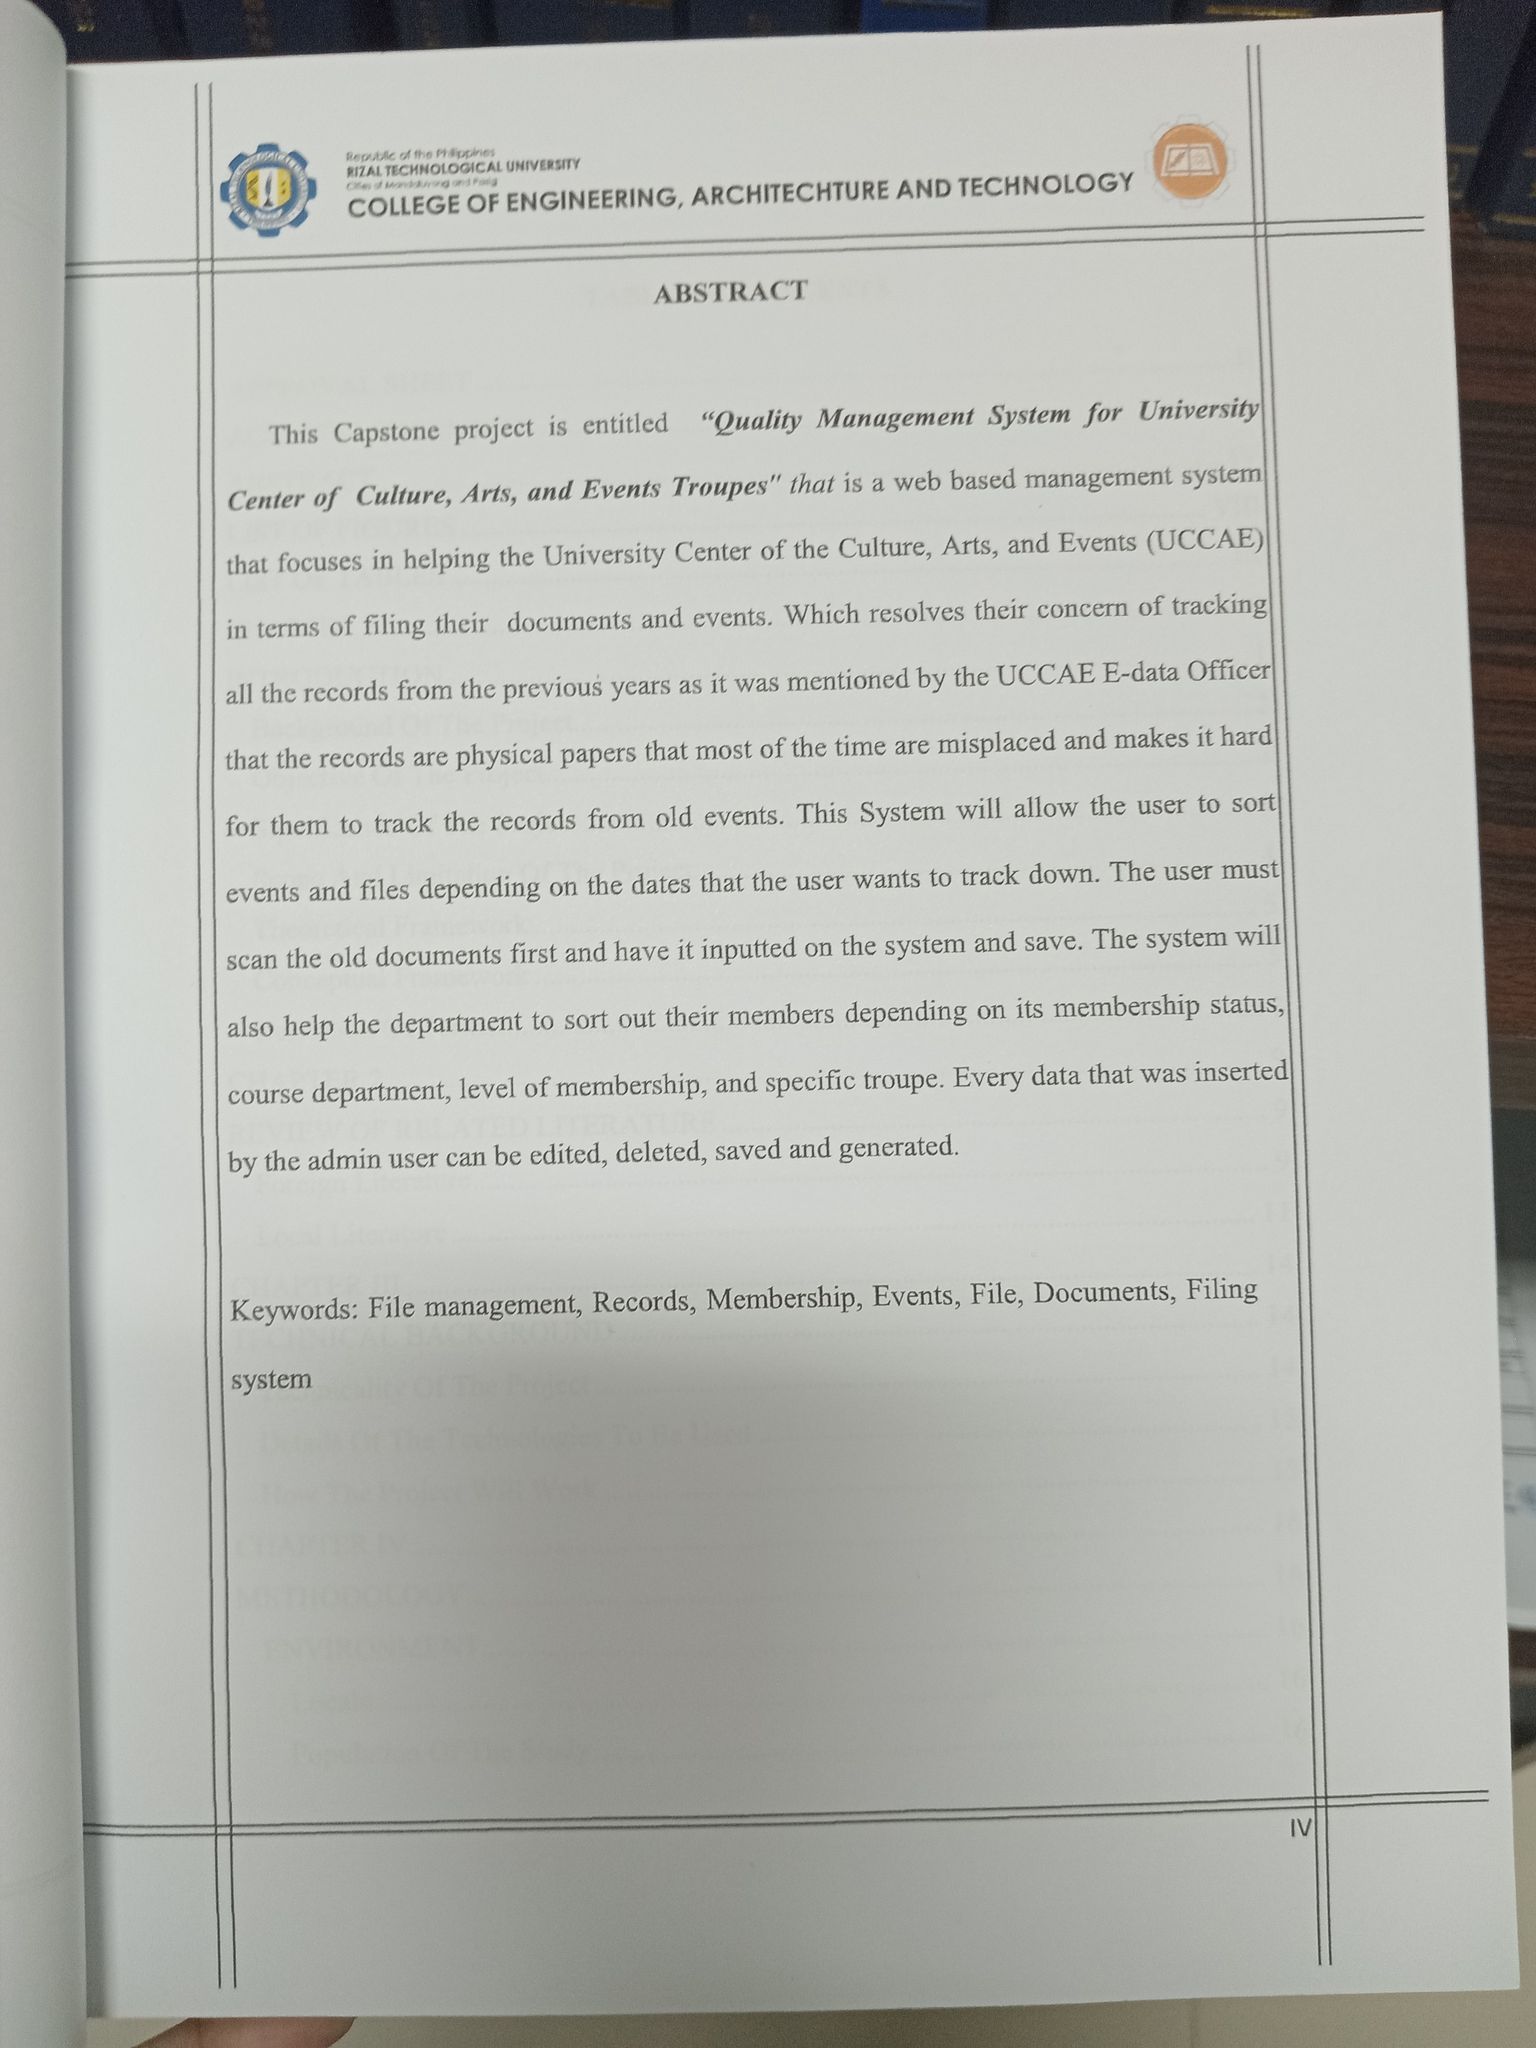 Republic of the Philippines
RIZAL TECHNOLOGICAL UNIVERSITY
Cities of Mandaluyong and Pasig
COLLEGE OF ENGINEERING, ARCHITECHTURE AND TECHNOLOGY
ABSTRACT
This Capstone project is entitled “Quality Management System for University
Center of Culture, Arts, and Events Troupes" that is a web based management system
that focuses in helping the University Center of the Culture, Arts, and Events (UCCAE)
in terms of filing their documents and events. Which resolves their concern of tracking
all the records from the previous years as it was mentioned by the UCCAE E-data Officer
that the records are physical papers that most of the time are misplaced and makes it hard
for them to track the records from old events. This System will allow the user to sort
events and files depending on the dates that the user wants to track down. The user must
scan the old documents first and have it inputted on the system and save. The system will
also help the department to sort out their members depending on its membership status,
course department, level of membership, and specific troupe. Every data that was inserted
by the admin user can be edited, deleted, saved and generated.
Keywords: File management, Records, Membership, Events, File, Documents, Filing
system
IV